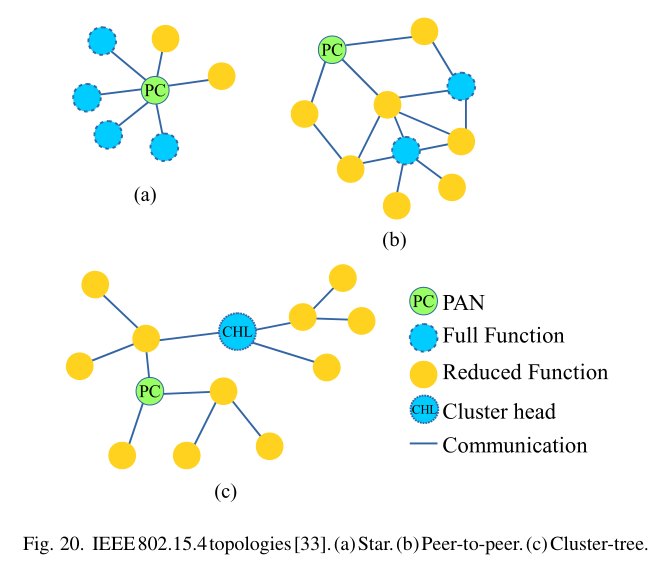 PC
(a)
PC
(b)
CHL
PC
(c)
PC PAN
Full Function
Reduced Function
CHL Cluster head
Communication
Fig. 20. IEEE 802.15.4 topologies [33]. (a) Star. (b) Peer-to-peer. (c) Cluster-tree.